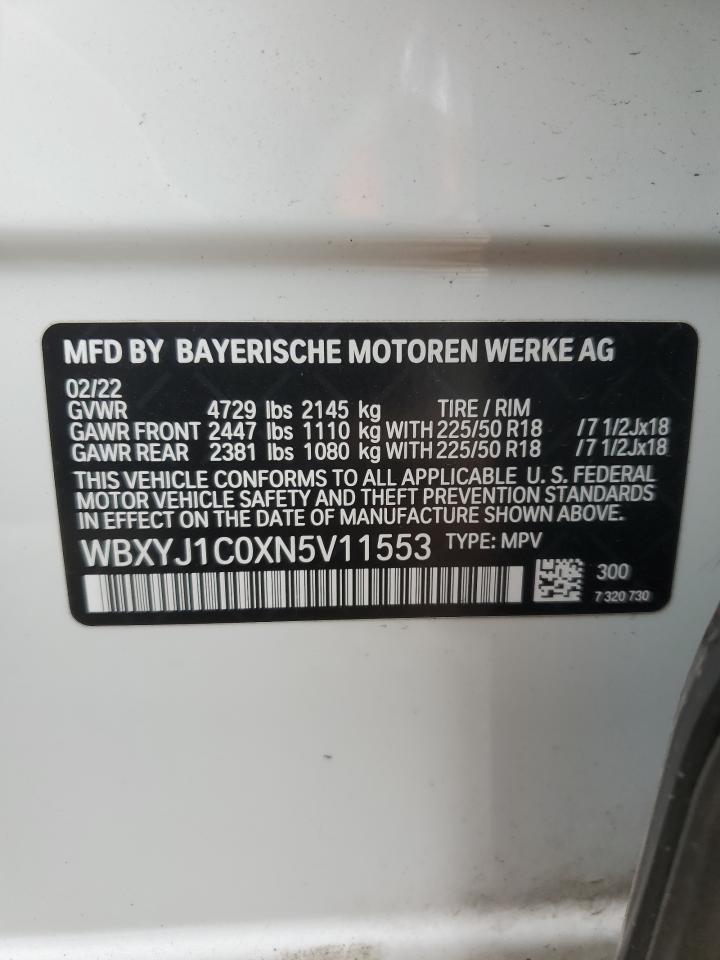 MFD BY BAYERISCHE MOTOREN WERKE AG
02/22
GVWR 4729 lbs 2145 kg TIRE / RIM
GAWR FRONT 2447 lbs 1110 kg WITH 225/50 R18 /7 1/2Jx18
GAWR REAR 2381 lbs 1080 kg WITH 225/50 R18 /7 1/2Jx18
THIS VEHICLE CONFORMS TO ALL APPLICABLE U. S. FEDERAL
MOTOR VEHICLE SAFETY AND THEFT PREVENTION STANDARDS
IN EFFECT ON THE DATE OF MANUFACTURE SHOWN ABOVE.
WBXYJ1C0XN5V11553 TYPE: MPV
300
7 320 730